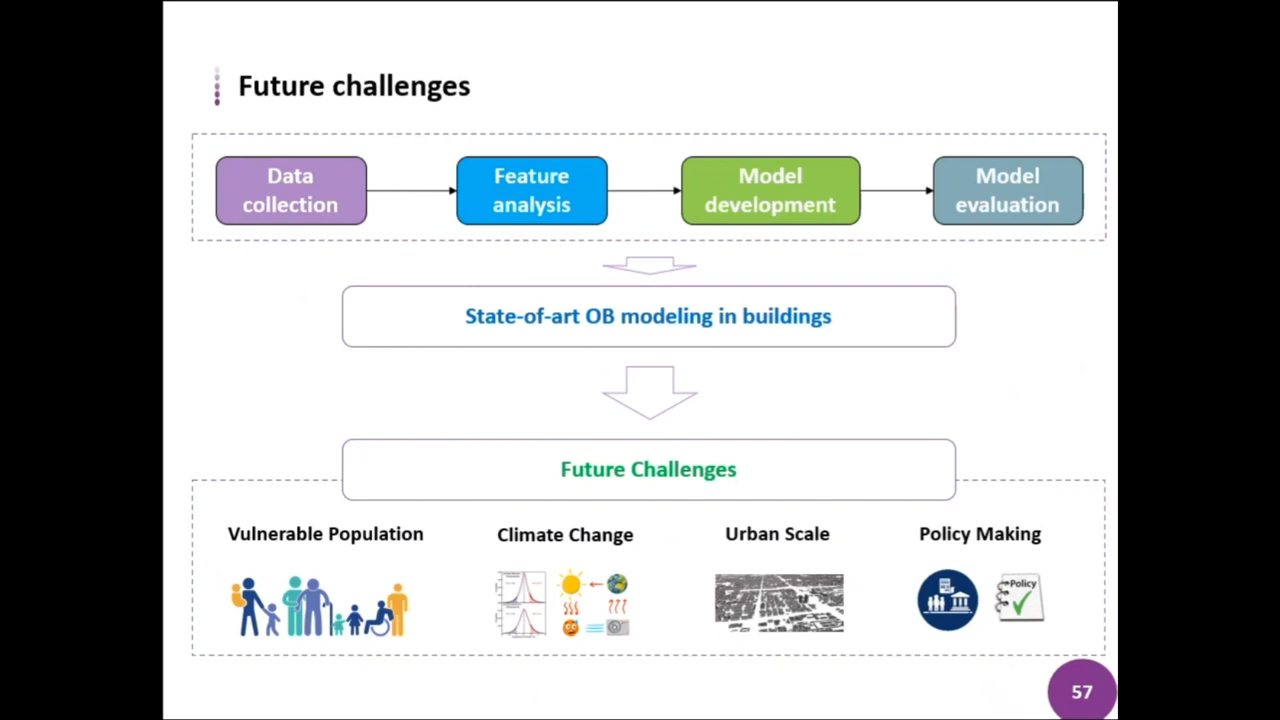 Future challenges
Data
collection
Feature
analysis
Model
development
Model
evaluation
State-of-art OB modeling in buildings
Future Challenges
Vulnerable Population
Climate Change
Urban Scale
Policy Making
Policy
57